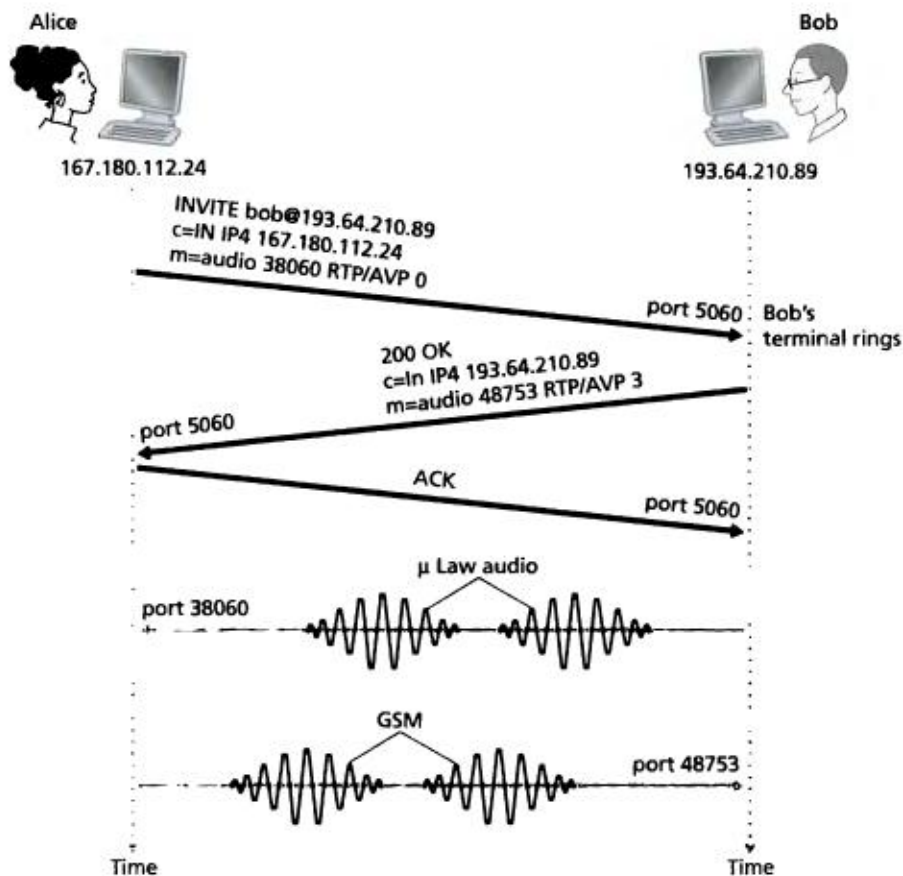 Alice
Bob
167.180.112.24
193.64.210.89
INVITE bob@193.64.210.89
c=IN IP4 167.180.112.24
m=audio 38060 RTP/AVP 0
port 5060
Bob's
terminal rings
200 OK
c=In IP4 193.64.210.89
m=audio 48753 RTP/AVP 3
port 5060
ACK
port 5060
μ Law audio
port 38060
GSM
port 48753
Time
Time